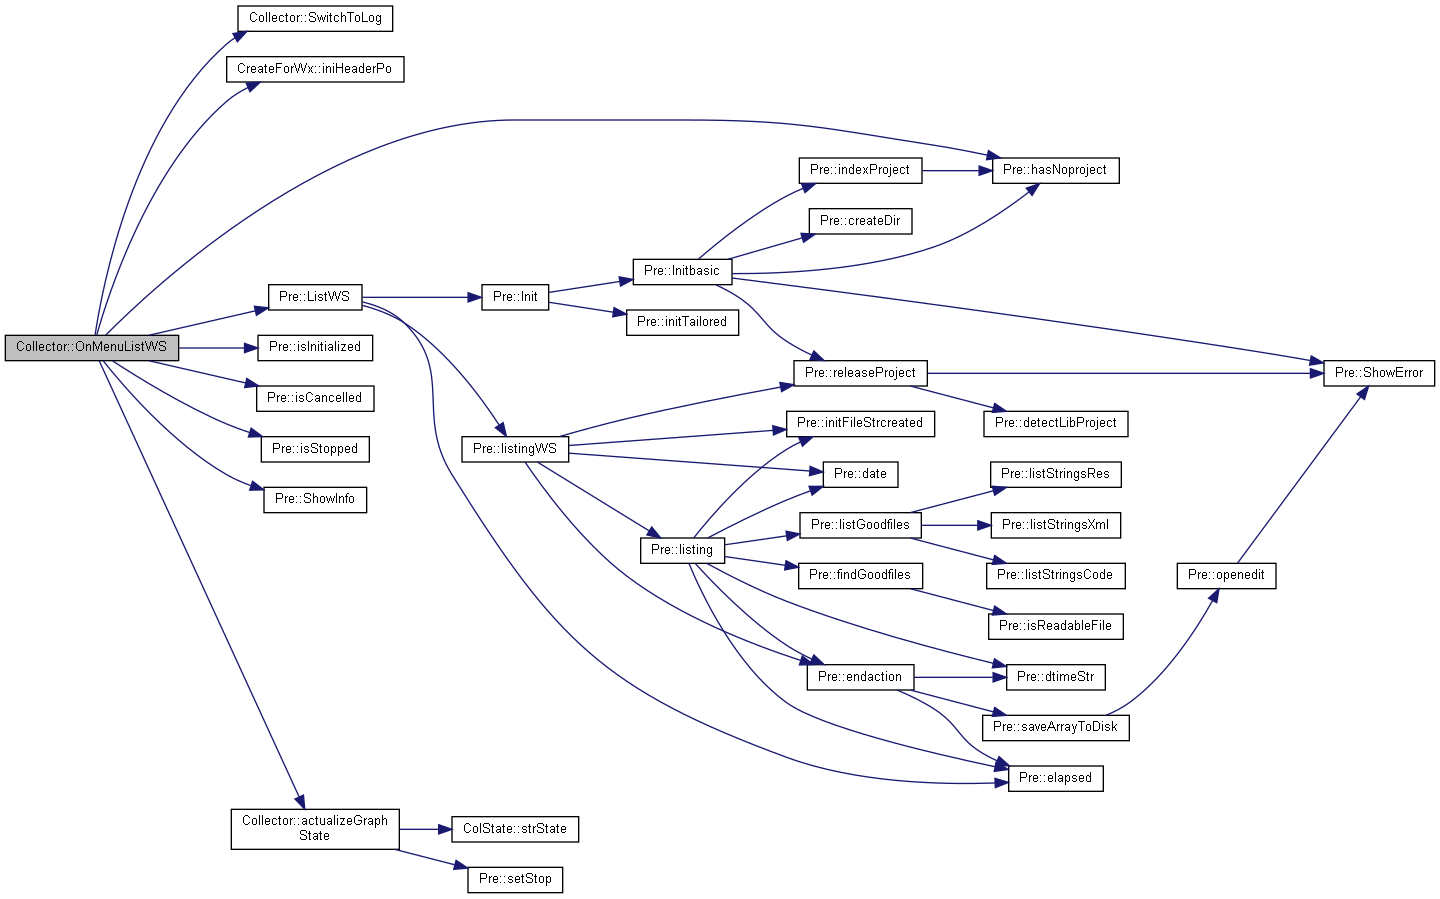 Collector::SwitchToLog
CreateForWx::iniHeaderPo
Pre::indexProject
Pre::hasNoproject
Pre::createDir
Pre::Initbasic
Pre::ListWS
Pre::Init
Pre::initTailored
Collector::OnMenuListWS
Pre::isInitialized
Pre::releaseProject
Pre::ShowError
Pre::isCancelled
Pre::initFileStrcreated
Pre::detectLibProject
Pre::isStopped
Pre::listingWS
Pre::date
Pre::listStringsRes
Pre::ShowInfo
Pre::listGoodfiles
Pre::listStringsXml
Pre::listing
Pre::findGoodfiles
Pre::listStringsCode
Pre::openedit
Pre::isReadableFile
Pre::endaction
Pre::dtimeStr
Pre::saveArrayToDisk
Pre::elapsed
Collector::actualizeGraph
State
ColState::strState
Pre::setStop